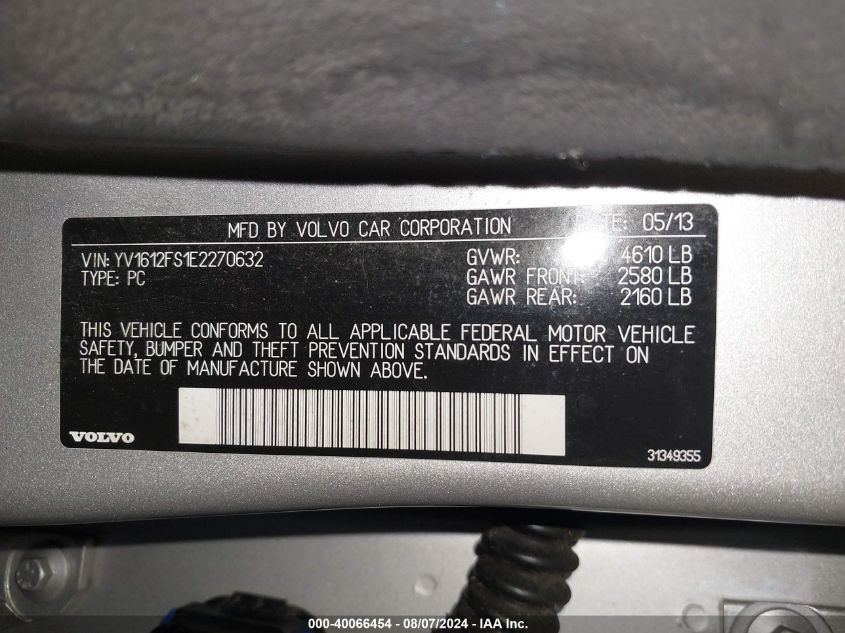 MFD BY VOLVO CAR CORPORATION DATE: 05/13
VIN: YV1612FS1E2270632 GVWR: 4610 LB
TYPE: PC GAWR FRONT: 2580 LB
GAWR REAR: 2160 LB
THIS VEHICLE CONFORMS TO ALL APPLICABLE FEDERAL MOTOR VEHICLE
SAFETY, BUMPER AND THEFT PREVENTION STANDARDS IN EFFECT ON
THE DATE OF MANUFACTURE SHOWN ABOVE.
VOLVO 31349355
000-40066454 - 08/07/2024 - IAA Inc.